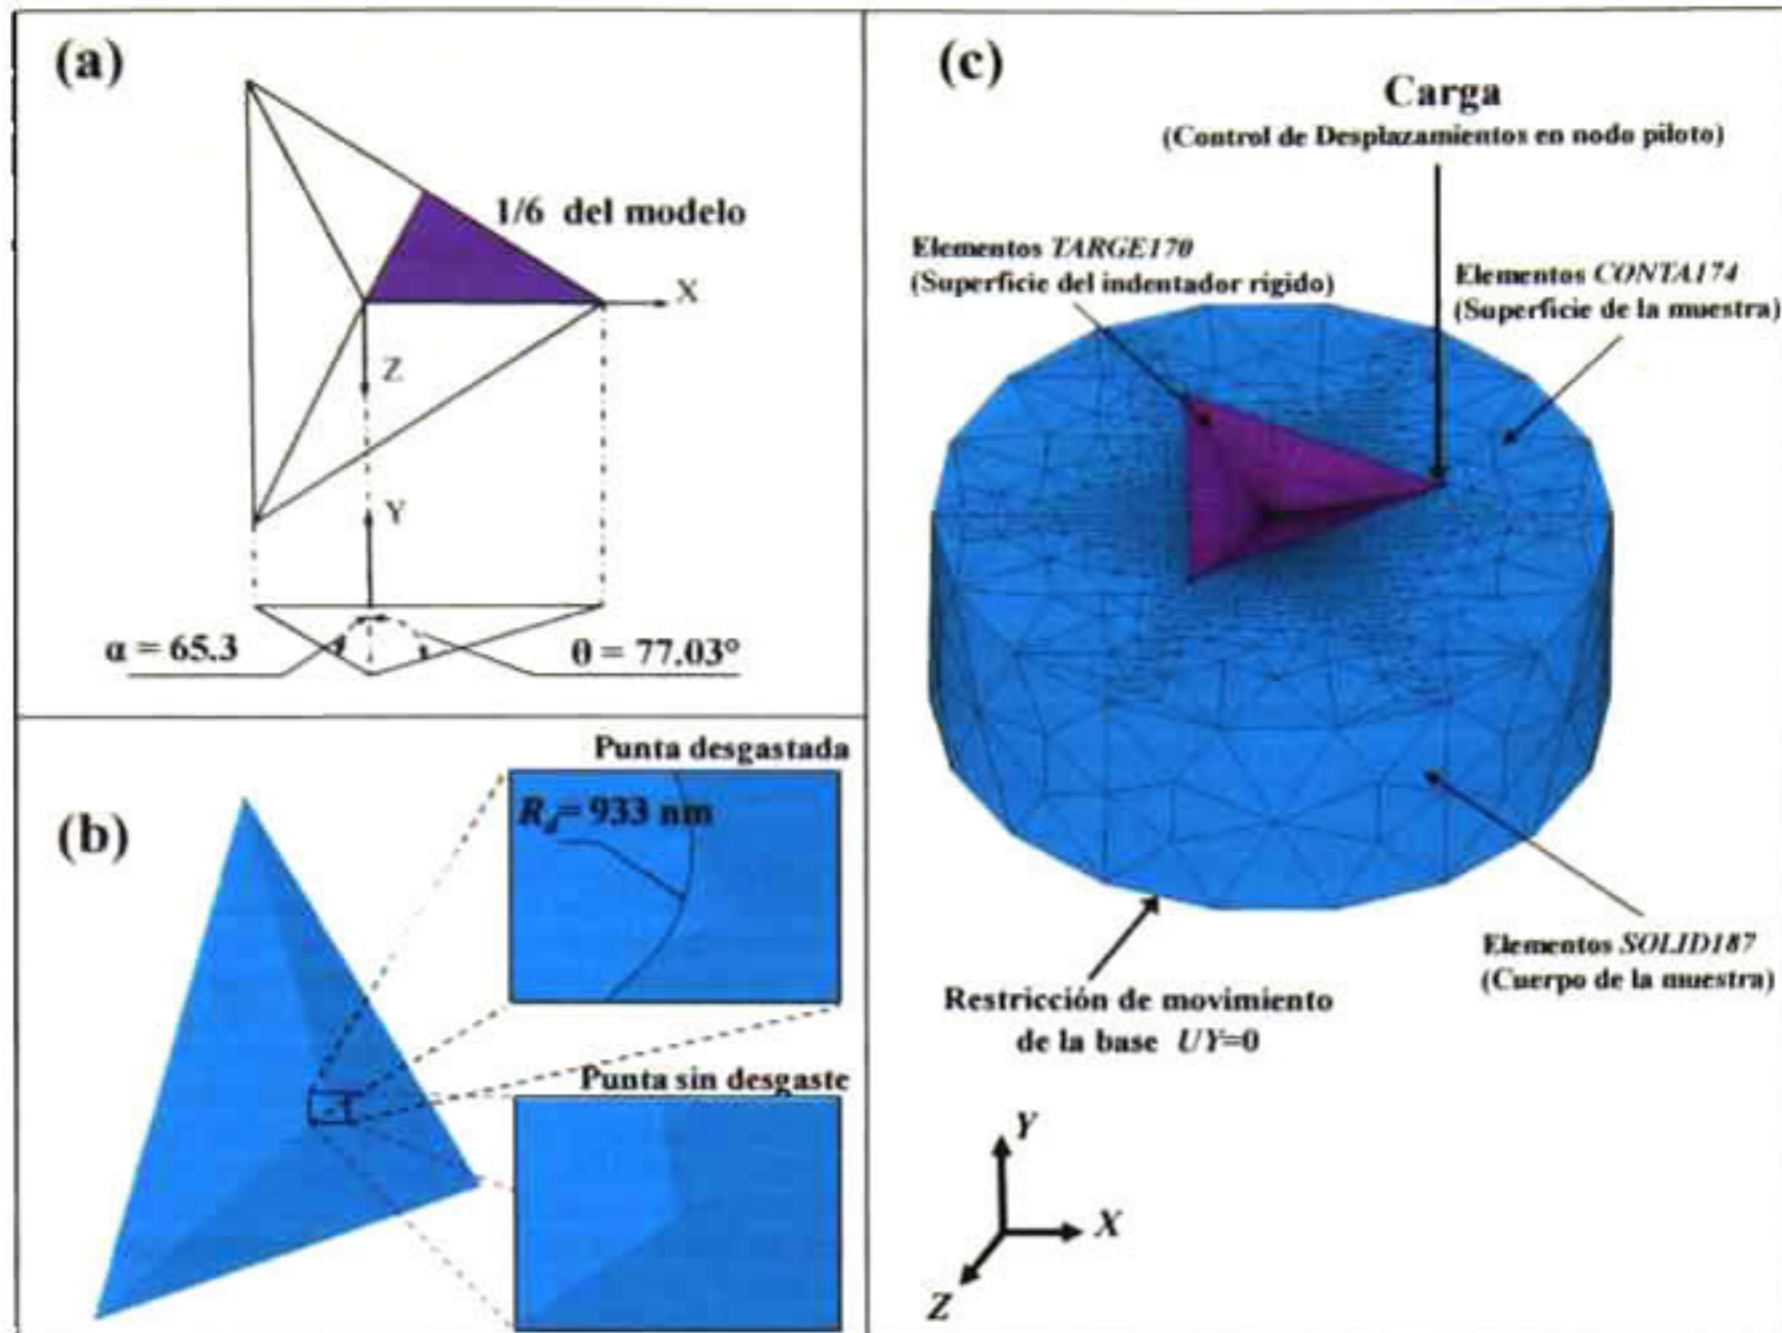 (a)
1/6 del modelo
X
Z
Y
α = 65.3
θ = 77.03°
(b)
Punta desgastada
R_d= 933 nm
Punta sin desgaste
(c)
Carga
(Control de Desplazamientos en nodo piloto)
Elementos TARGE170
(Superficie del indentador rígido)
Elementos CONTA174
(Superficie de la muestra)
Elementos SOLID187
(Cuerpo de la muestra)
Restricción de movimiento
de la base UY=0
Y
X
Z